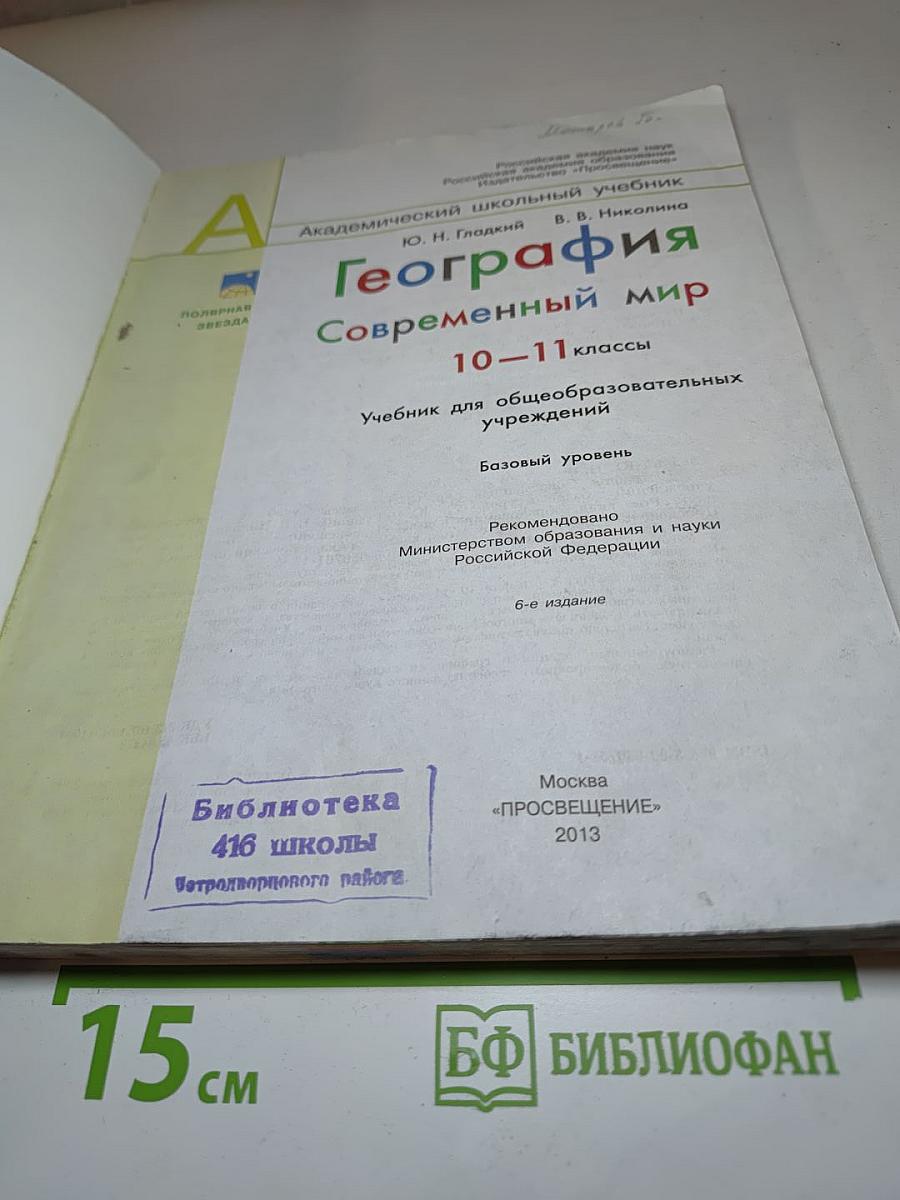 Российская академия наук
Российская академия образования
Издательство «Просвещение»
А
Академический школьный учебник
Ю. Н. Гладкий В. В. Николина
ПОЛЯРНАЯ
ЗВЕЗДА
География
Современный мир
10—11 классы
Учебник для общеобразовательных
учреждений
Базовый уровень
Рекомендовано
Министерством образования и науки
Российской Федерации
6-е издание
Москва
«ПРОСВЕЩЕНИЕ»
2013
Библиотека
416 школы
Петродворцового района
15 см
БФ БИБЛИОФАН